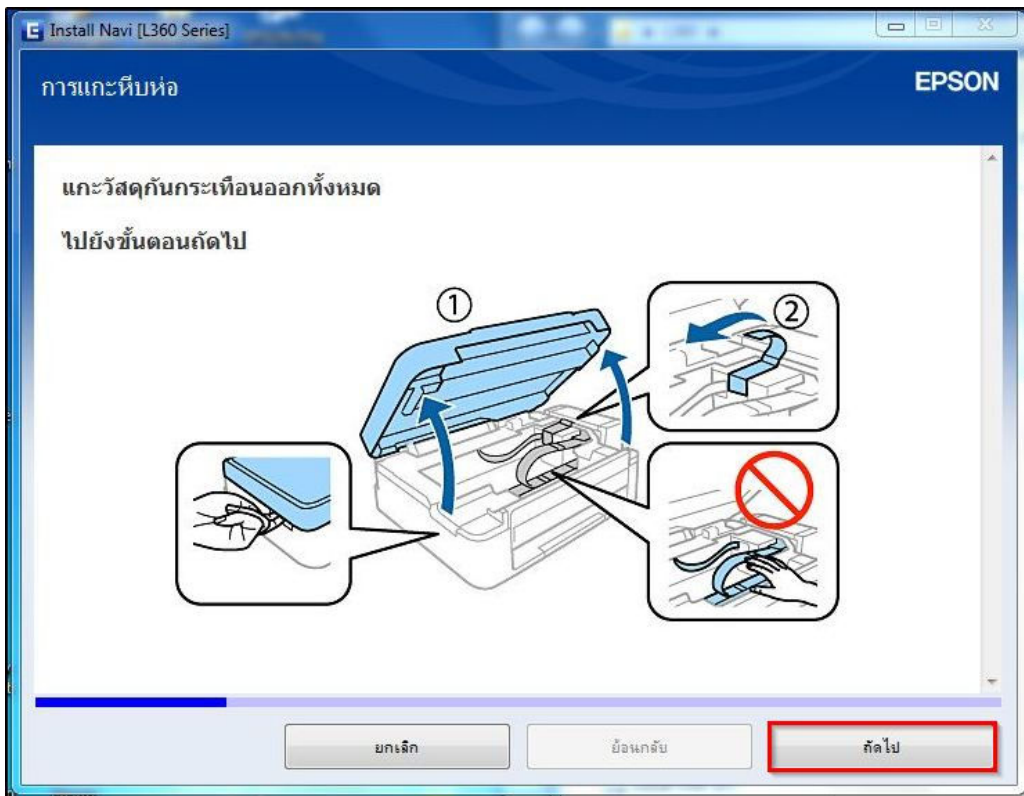 Install Navi [L360 Series]
การแกะหีบห่อ
EPSON
แกะวัสดุกันกระเทือนออกทั้งหมด
ไปยังขั้นตอนถัดไป
①
②
ยกเลิก
ย้อนกลับ
ถัดไป